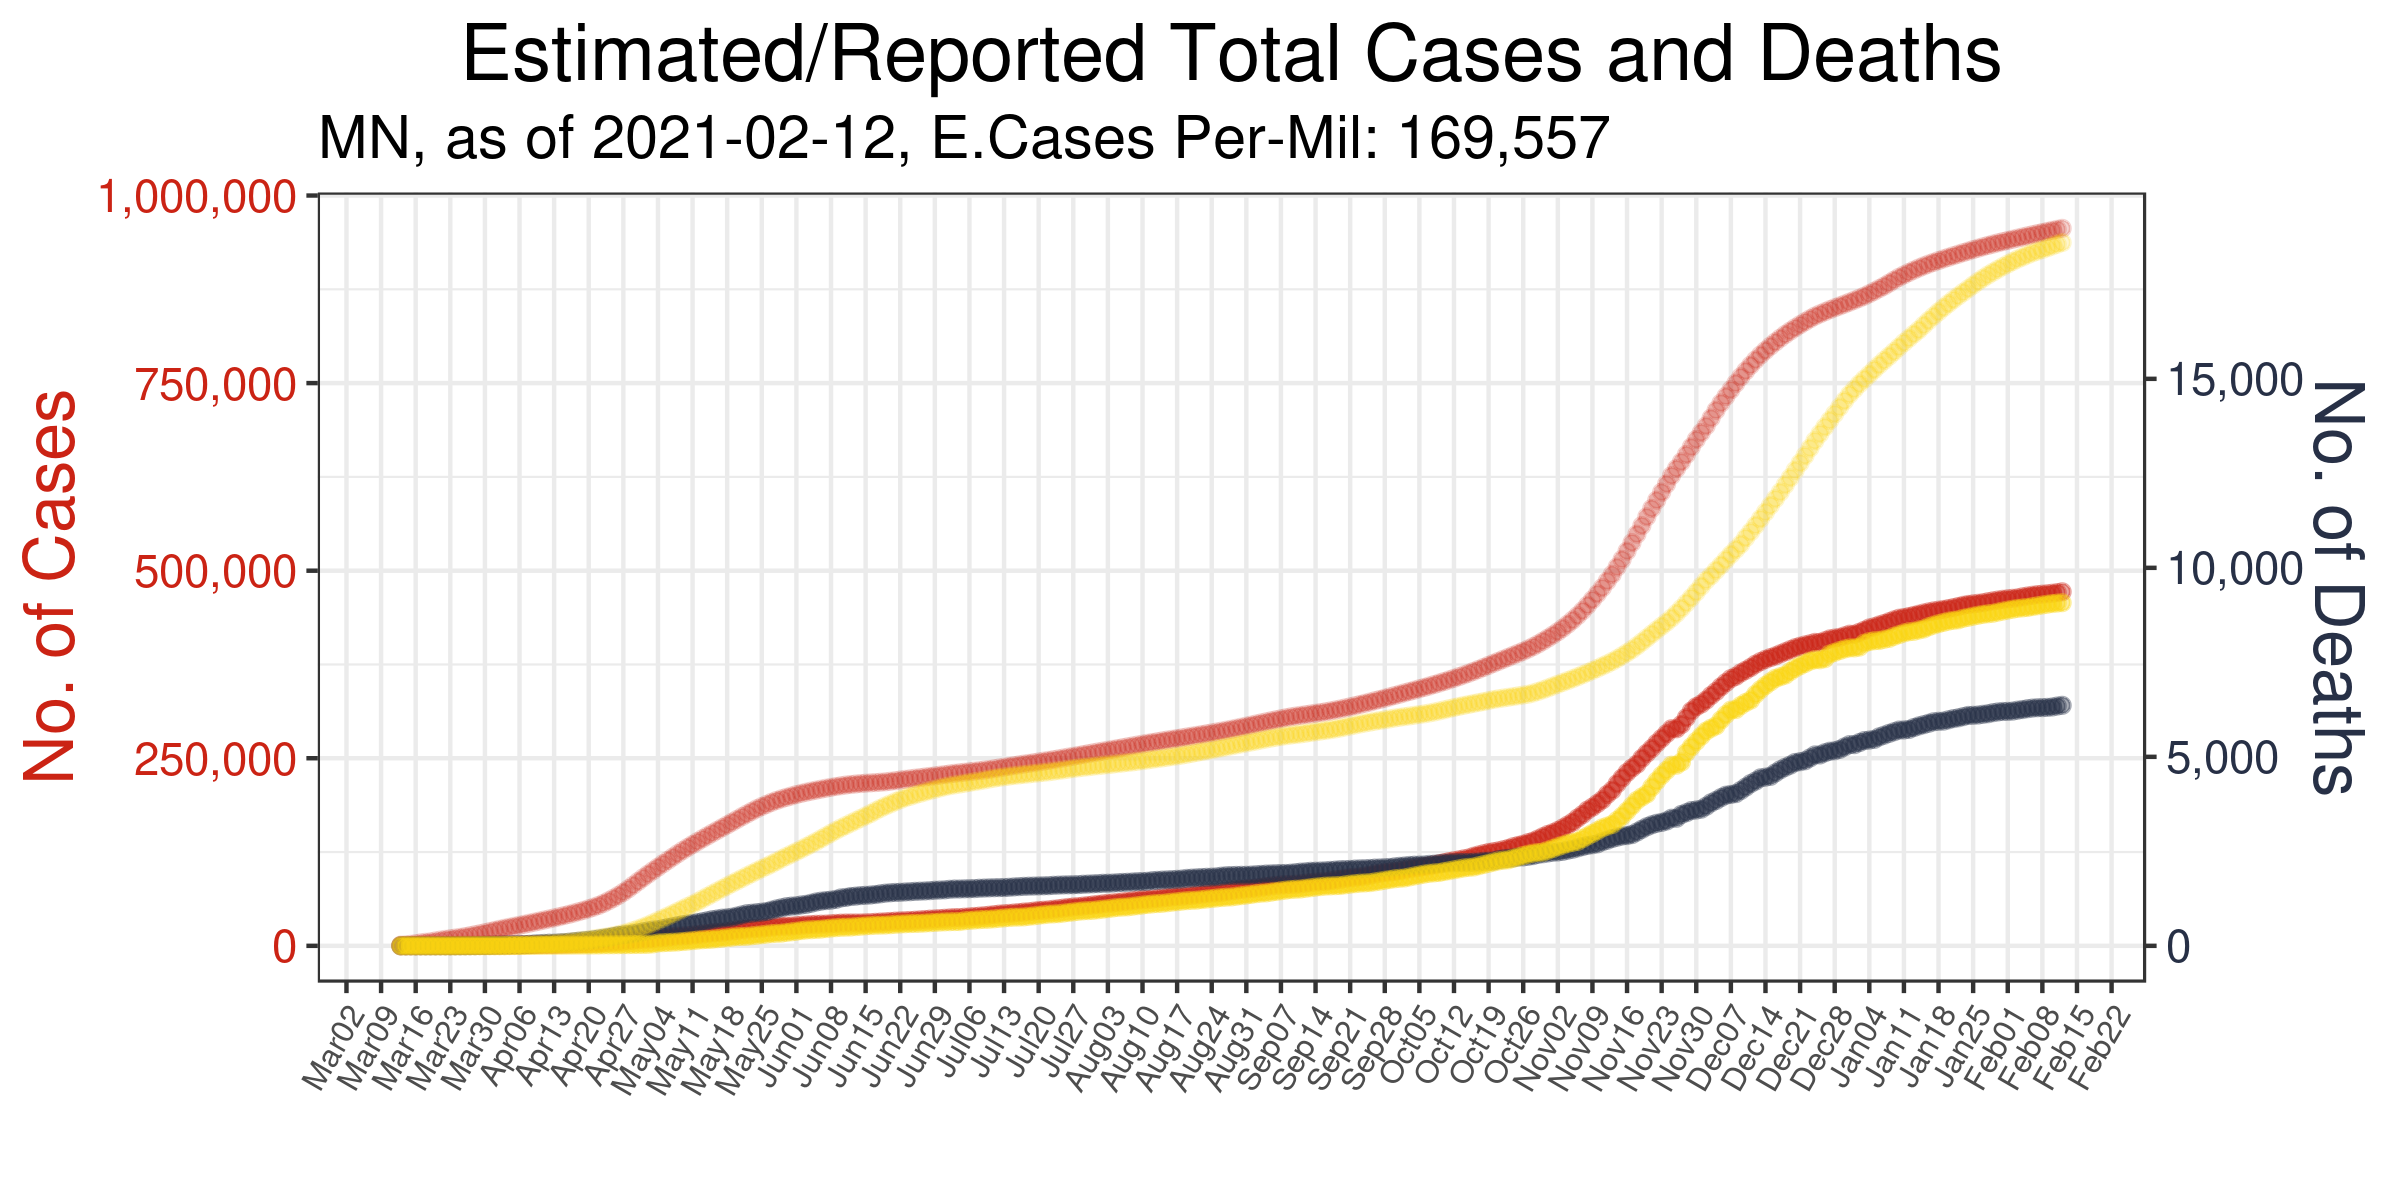 Estimated/Reported Total Cases and Deaths
MN, as of 2021-02-12, E.Cases Per-Mil: 169,557
No. of Cases
1,000,000
750,000
500,000
250,000
0
15,000
10,000
5,000
0
No. of Deaths
Mar02
Mar09
Mar16
Mar23
Mar30
Apr06
Apr13
Apr20
Apr27
May04
May11
May18
May25
Jun01
Jun08
Jun15
Jun22
Jun29
Jul06
Jul13
Jul20
Jul27
Aug03
Aug10
Aug17
Aug24
Aug31
Sep07
Sep14
Sep21
Sep28
Oct05
Oct12
Oct19
Oct26
Nov02
Nov09
Nov16
Nov23
Nov30
Dec07
Dec14
Dec21
Dec28
Jan04
Jan11
Jan18
Jan25
Feb01
Feb08
Feb15
Feb22